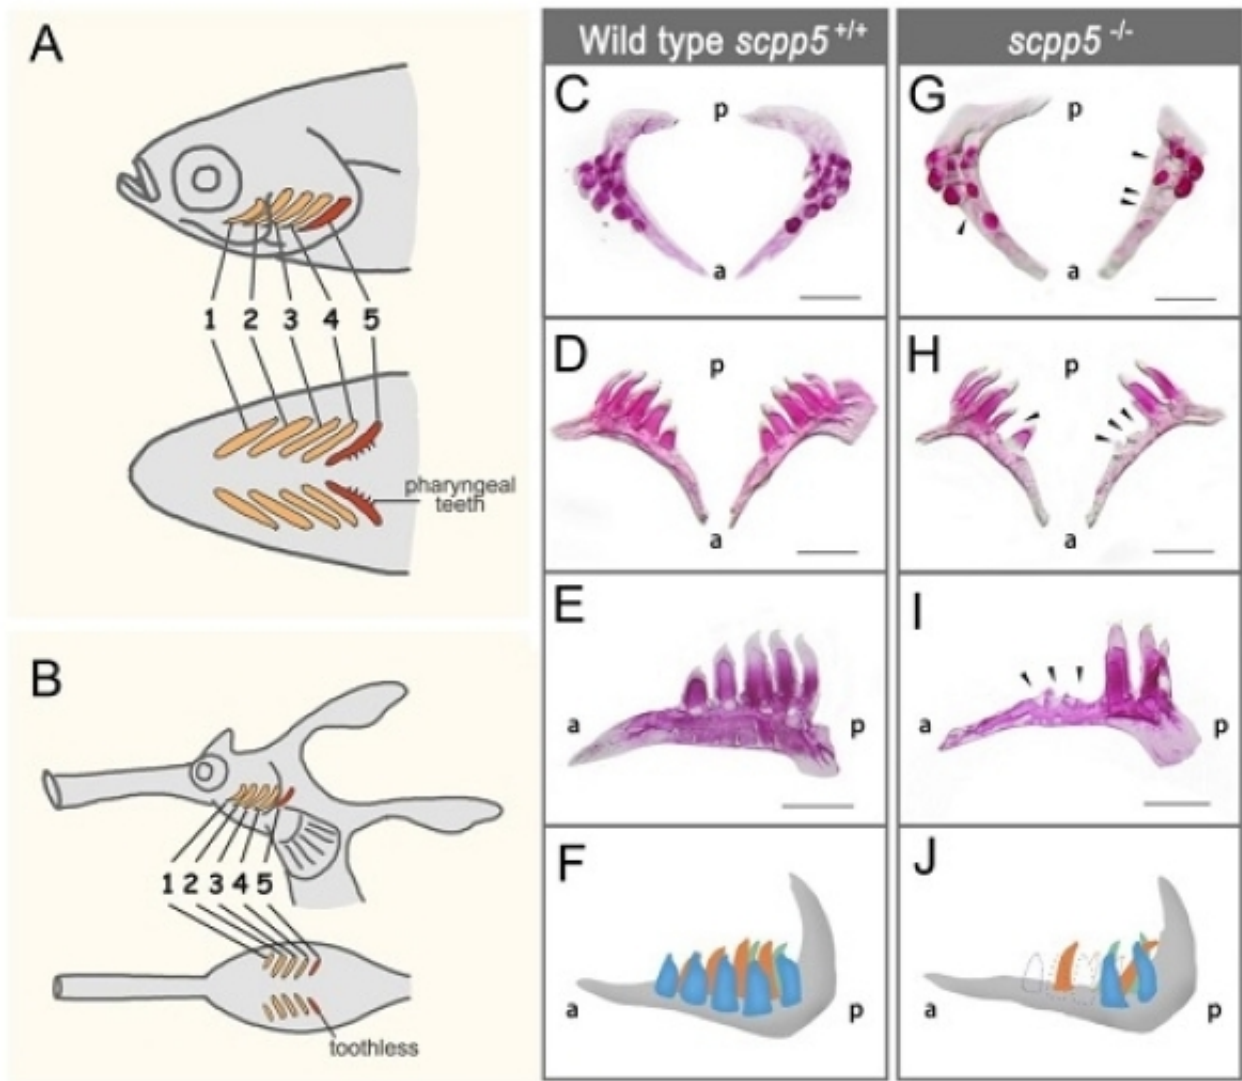 A
1 2 3 4 5
pharyngeal
teeth
B
1 2 3 4 5
toothless
Wild type scpp5 +/+
scpp5 -/-
C
p
a
G
p
a
D
p
a
H
p
a
E
a
p
I
a
p
F
a
p
J
a
p